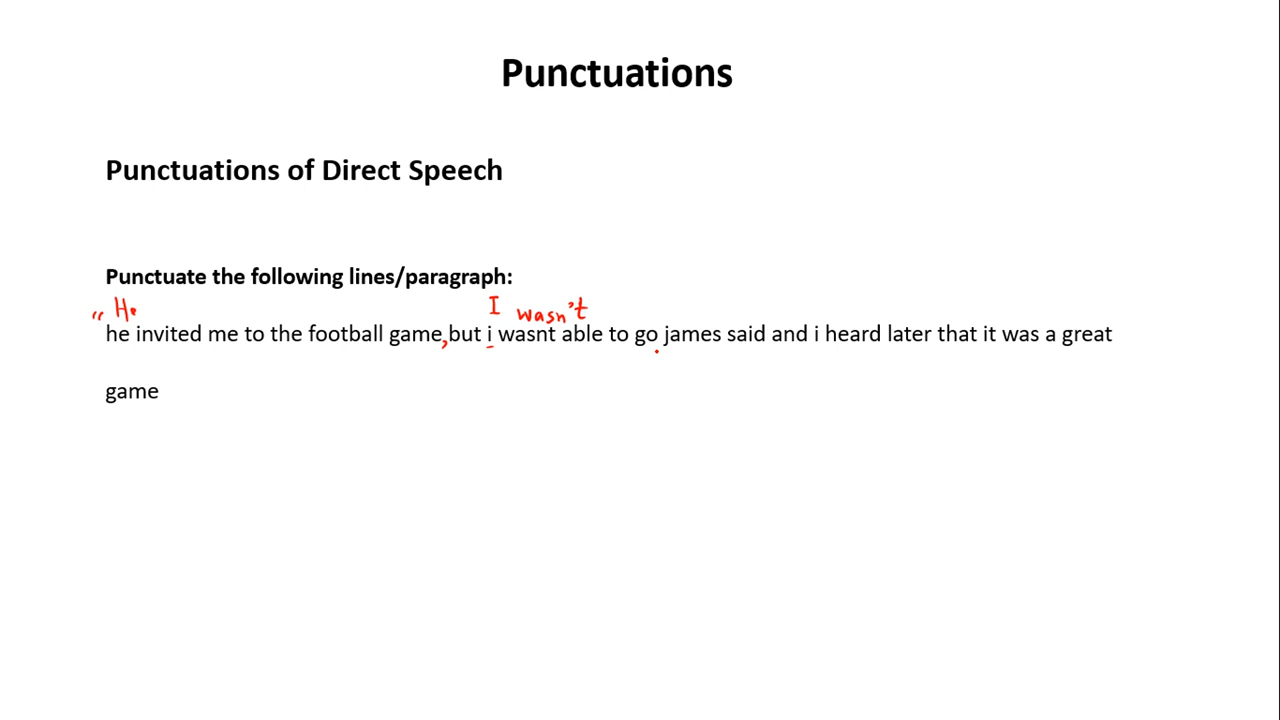 Punctuations
Punctuations of Direct Speech
Punctuate the following lines/paragraph:
“ He I wasn't
he invited me to the football game,but i wasnt able to go. james said and i heard later that it was a great
game